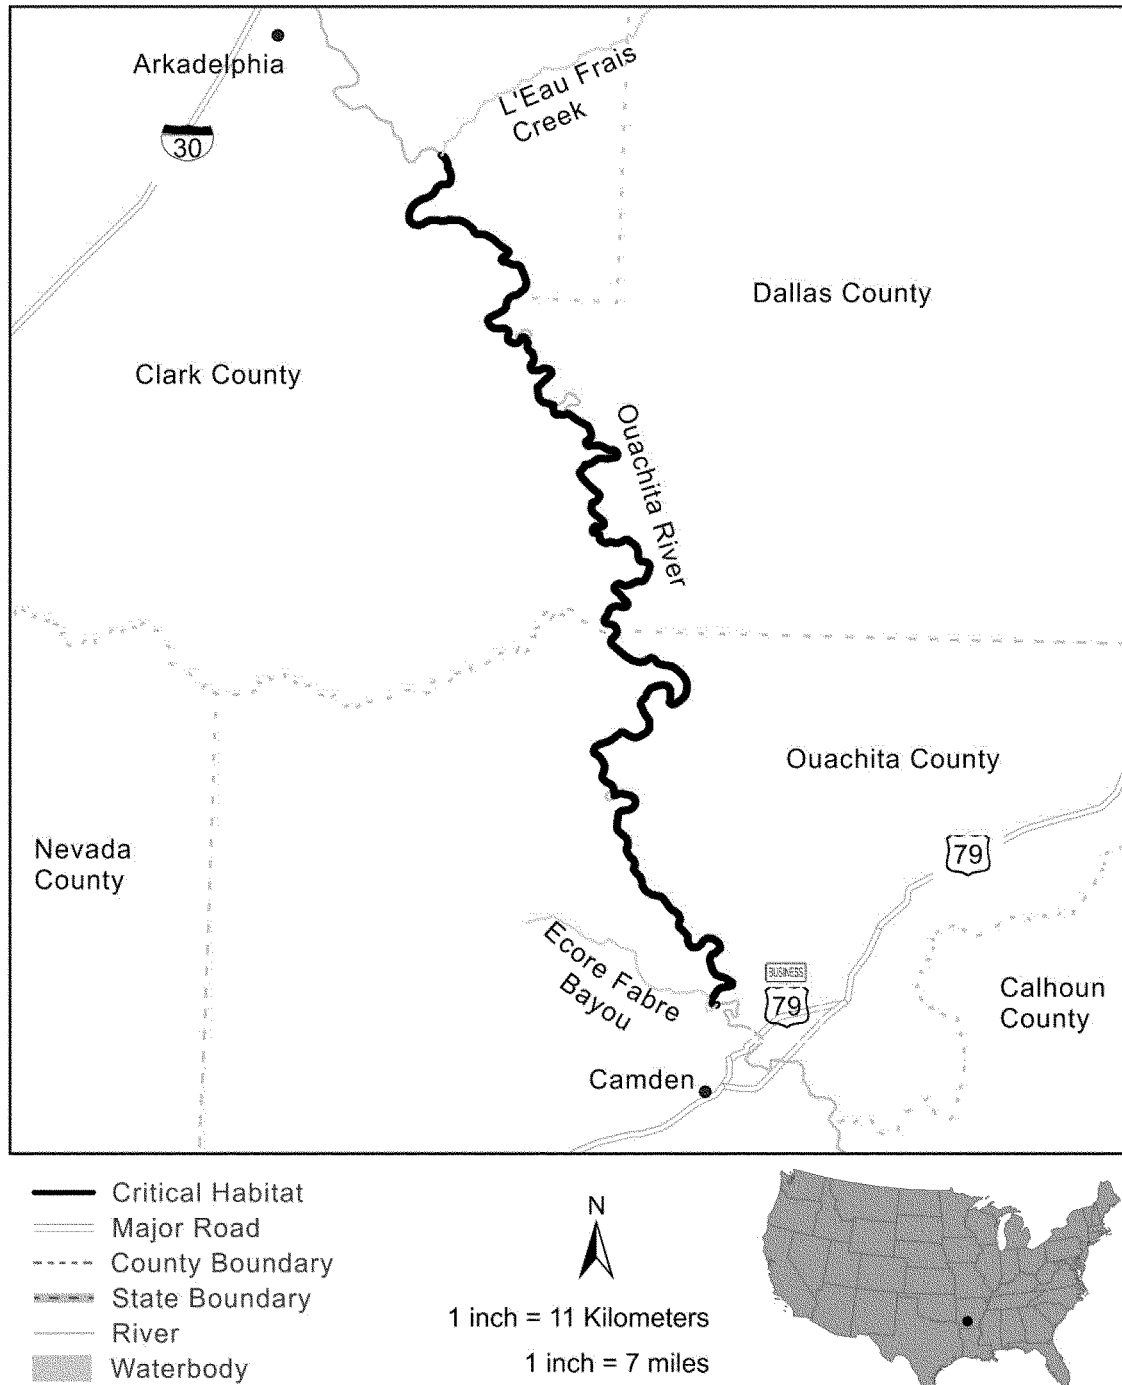 Arkadelphia
L'Eau Frais
Creek
30
Dallas County
Clark County
Ouachita River
Ouachita County
79
Nevada
County
Ecore Fabre
Bayou
BUSINESS
79
Calhoun
County
Camden
Critical Habitat
Major Road
County Boundary
State Boundary
River
Waterbody
N
1 inch = 11 Kilometers
1 inch = 7 miles